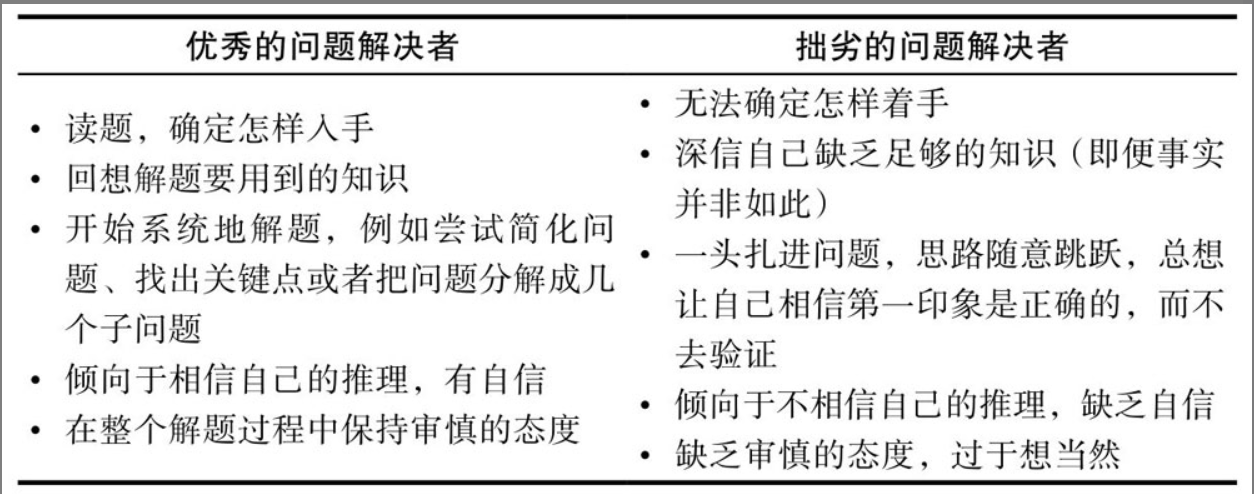 优秀的问题解决者
拙劣的问题解决者
• 读题，确定怎样入手
• 回想解题要用到的知识
• 开始系统地解题，例如尝试简化问
题、找出关键点或者把问题分解成几
个子问题
• 倾向于相信自己的推理，有自信
• 在整个解题过程中保持审慎的态度
• 无法确定怎样着手
• 深信自己缺乏足够的知识（即便事实
并非如此）
• 一头扎进问题，思路随意跳跃，总想
让自己相信第一印象是正确的，而不
去验证
• 倾向于不相信自己的推理，缺乏自信
• 缺乏审慎的态度，过于想当然